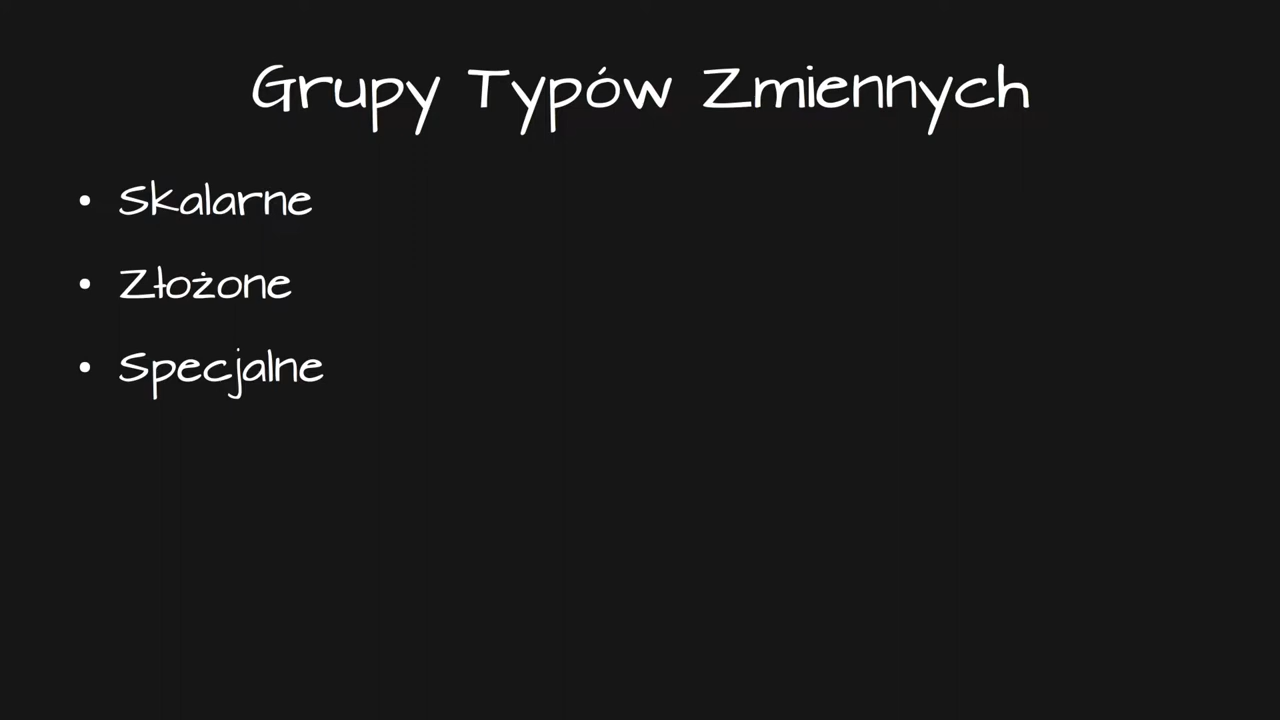 Grupy Typów Zmiennych
• Skalarne
• Złożone
• Specjalne